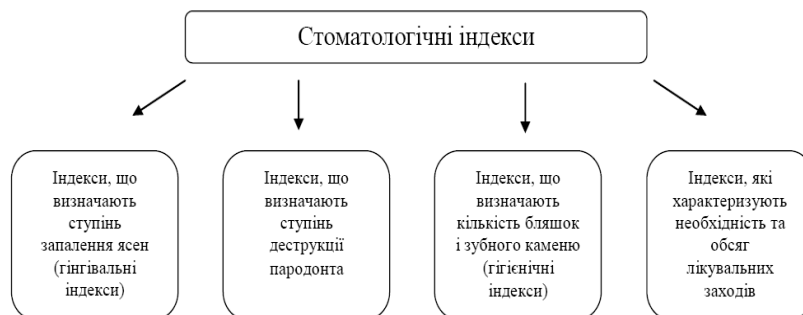 Стоматологічні індекси
Індекси, що
визначають
ступінь
запалення ясен
(гінгівальні
індекси)
Індекси, що
визначають
ступінь
деструкції
пародонта
Індекси, що
визначають
кількість бляшок
і зубного каменю
(гігієнічні
індекси)
Індекси, які
характеризують
необхідність та
обсяг
лікувальних
заходів